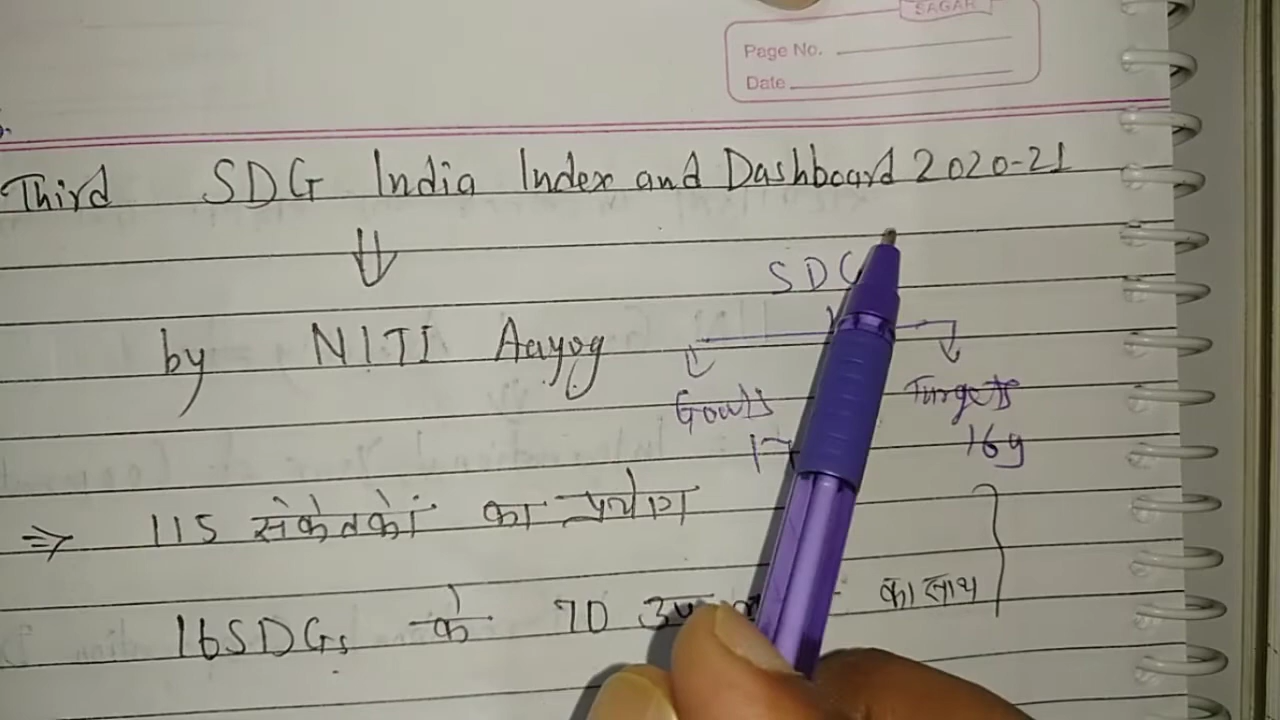 SAGAR
Page No.
Date
Third SDG India Index and Dashboard 2020-21
SDG
by NITI Aayog
Goals Targets
17 169
⇒ 115 संकेतकों का प्रयोग
16 SDGs के 70 का साथ